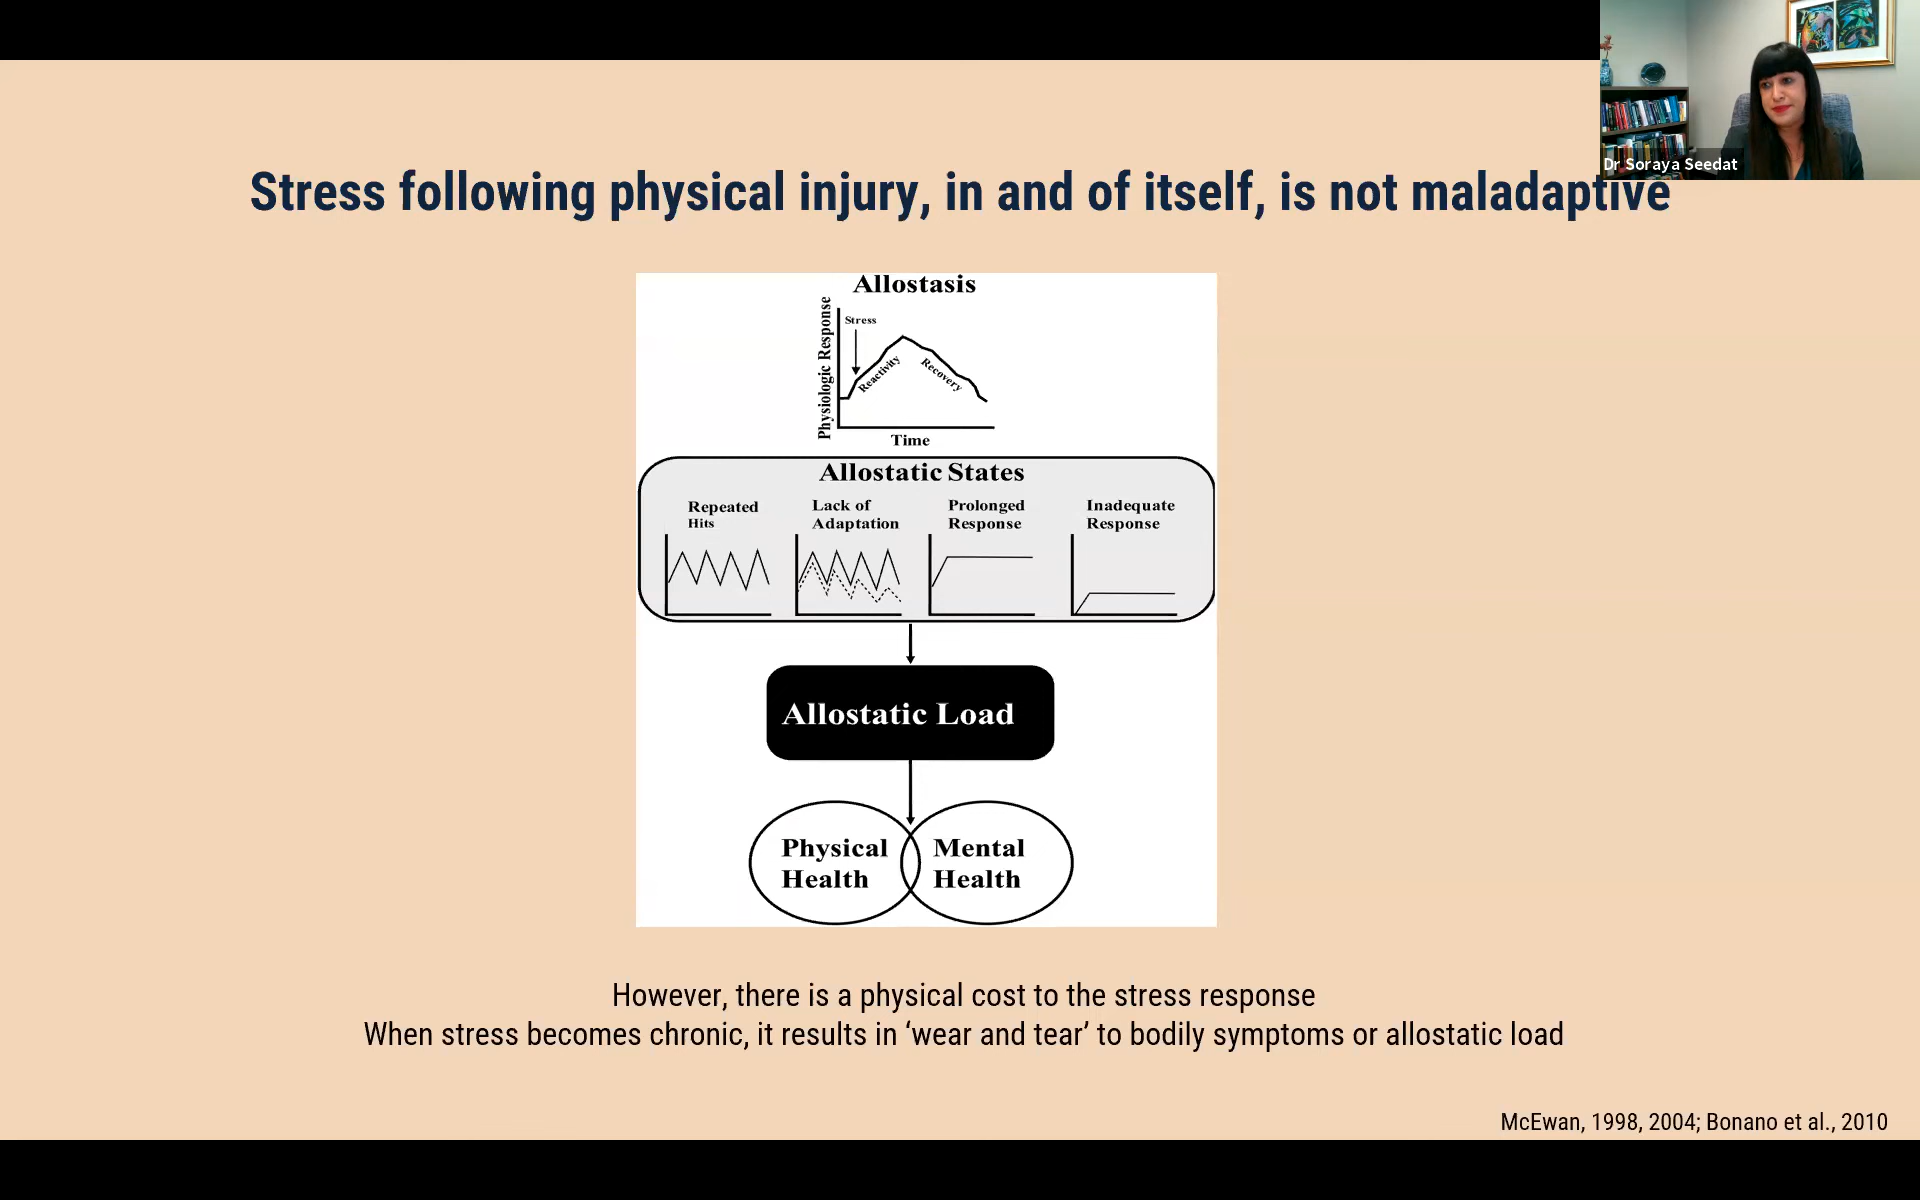 Dr Soraya Seedat
Stress following physical injury, in and of itself, is not maladaptive
Allostasis
Physiologic Response
Stress
Reactivity
Recovery
Time
Allostatic States
Repeated
Hits
Lack of
Adaptation
Prolonged
Response
Inadequate
Response
Allostatic Load
Physical
Health
Mental
Health
However, there is a physical cost to the stress response
When stress becomes chronic, it results in ‘wear and tear’ to bodily symptoms or allostatic load
McEwan, 1998, 2004; Bonano et al., 2010